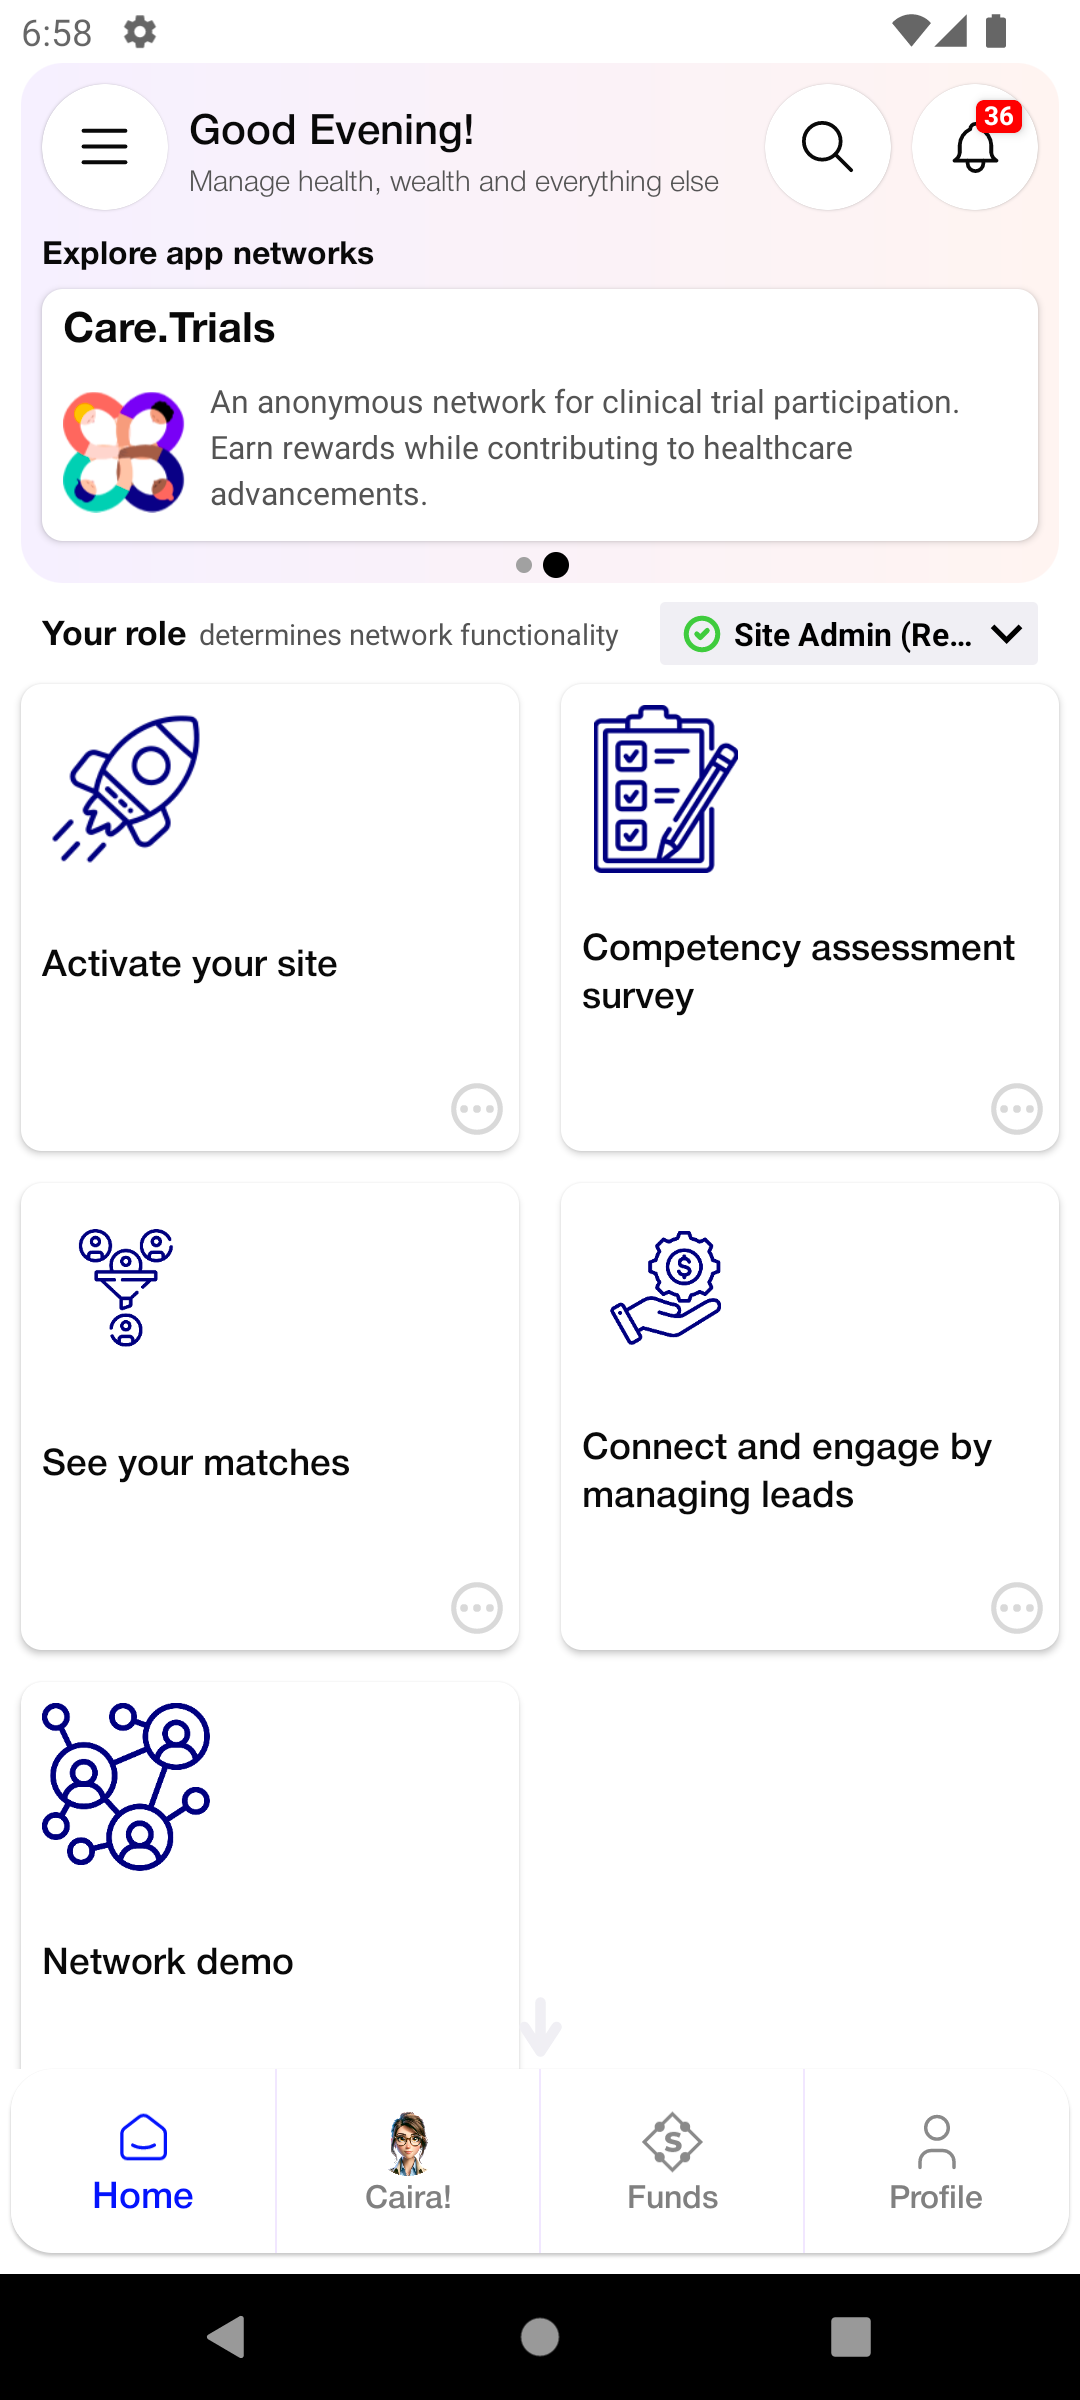 6:58
Good Evening!
36
Manage health, wealth and everything else
Explore app networks
Care.Trials
An anonymous network for clinical trial participation.
Earn rewards while contributing to healthcare
advancements.
Your role determines network functionality
Site Admin (Re...
Activate your site
Competency assessment
survey
See your matches
Connect and engage by
managing leads
Network demo
Home
Caira!
Funds
Profile